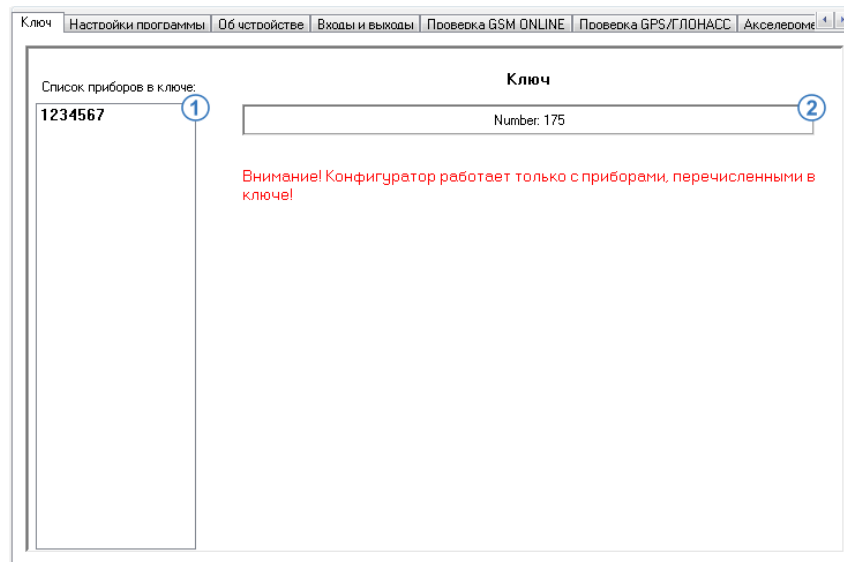 Ключ Настройки программы Об устройстве Входы и выходы Проверка GSM ONLINE Проверка GPS/ГЛОНАСС Акселероме
Список приборов в ключе:
1234567
1
Ключ
2
Number: 175
Внимание! Конфигуратор работает только с приборами, перечисленными в
ключе!